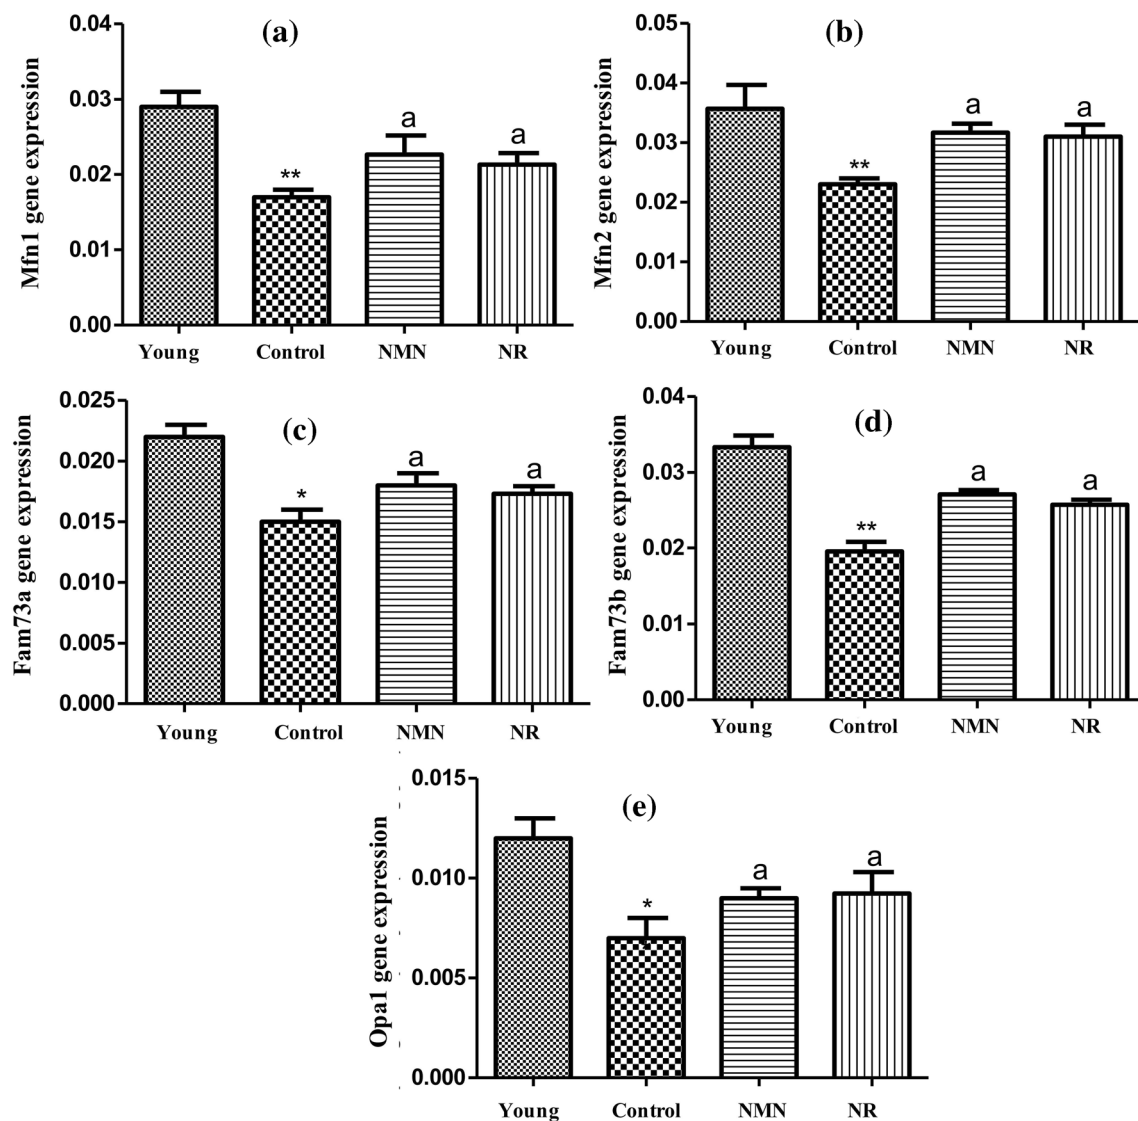 (a)
Mfn1 gene expression
0.04
0.03
0.02
0.01
0.00
**
a
a
Young Control NMN NR
(b)
Mfn2 gene expression
0.05
0.04
0.03
0.02
0.01
0.00
**
a
a
Young Control NMN NR
(c)
Fam73a gene expression
0.025
0.020
0.015
0.010
0.005
0.000
*
a
a
Young Control NMN NR
(d)
Fam73b gene expression
0.04
0.03
0.02
0.01
0.00
**
a
a
Young Control NMN NR
(e)
Opa1 gene expression
0.015
0.010
0.005
0.000
*
a
a
Young Control NMN NR